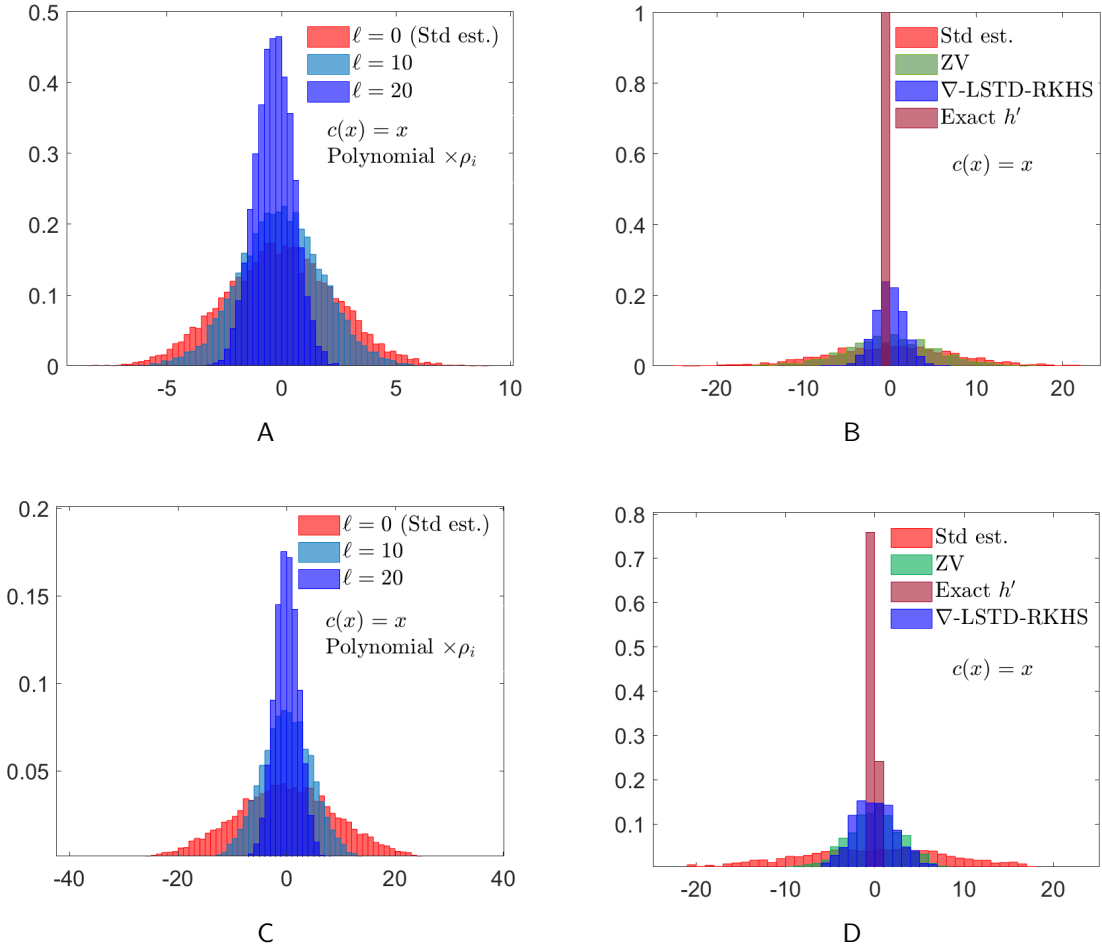 0.5
0.4
0.3
0.2
0.1
0
-5
0
5
10
ℓ = 0 (Std est.)
ℓ = 10
ℓ = 20
c(x) = x
Polynomial ×ρᵢ
A
1
0.8
0.6
0.4
0.2
0
-20
-10
0
10
20
Std est.
ZV
∇-LSTD-RKHS
Exact h′
c(x) = x
B
0.2
0.15
0.1
0.05
-40
-20
0
20
40
ℓ = 0 (Std est.)
ℓ = 10
ℓ = 20
c(x) = x
Polynomial ×ρᵢ
C
0.8
0.7
0.6
0.5
0.4
0.3
0.2
0.1
-20
-10
0
10
20
Std est.
ZV
Exact h′
∇-LSTD-RKHS
c(x) = x
D